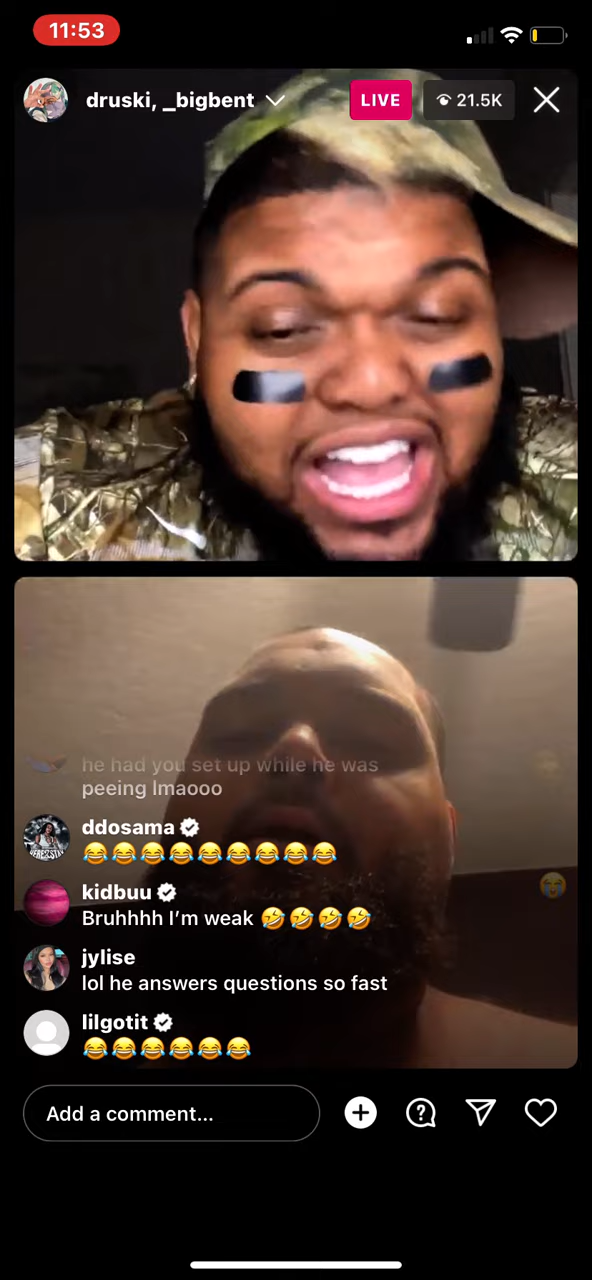 11:53
druski, _bigbent
LIVE
21.5K
he had you set up while he was
peeing lmaooo
ddosama
😂😂😂😂😂😂😂😂😂
kidbuu
Bruhhhh I’m weak 🤣🤣🤣🤣
jylise
lol he answers questions so fast
lilgotit
😂😂😂😂😂😂
Add a comment...